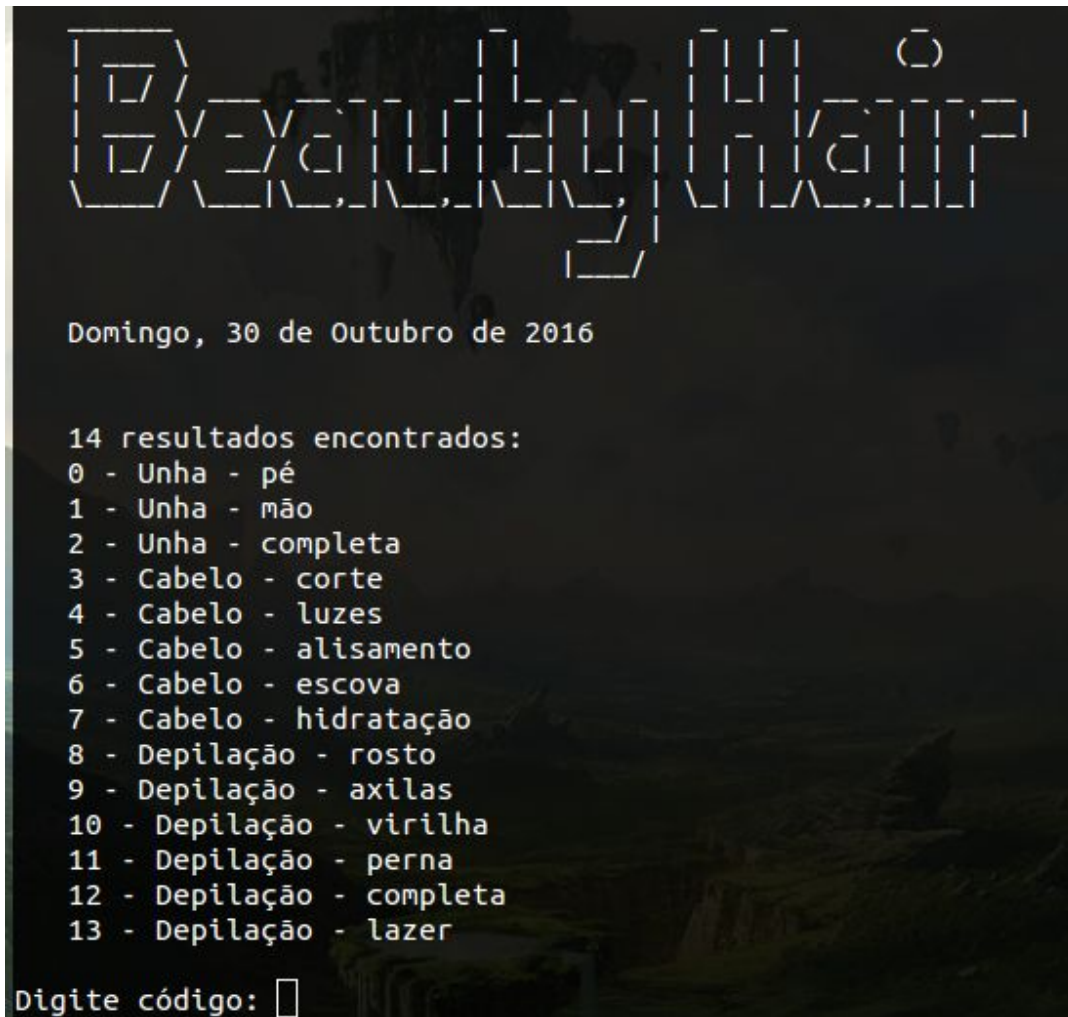 BeautyHair
Domingo, 30 de Outubro de 2016
14 resultados encontrados:
0 - Unha - pé
1 - Unha - mão
2 - Unha - completa
3 - Cabelo - corte
4 - Cabelo - luzes
5 - Cabelo - alisamento
6 - Cabelo - escova
7 - Cabelo - hidratação
8 - Depilação - rosto
9 - Depilação - axilas
10 - Depilação - virilha
11 - Depilação - perna
12 - Depilação - completa
13 - Depilação - lazer
Digite código: